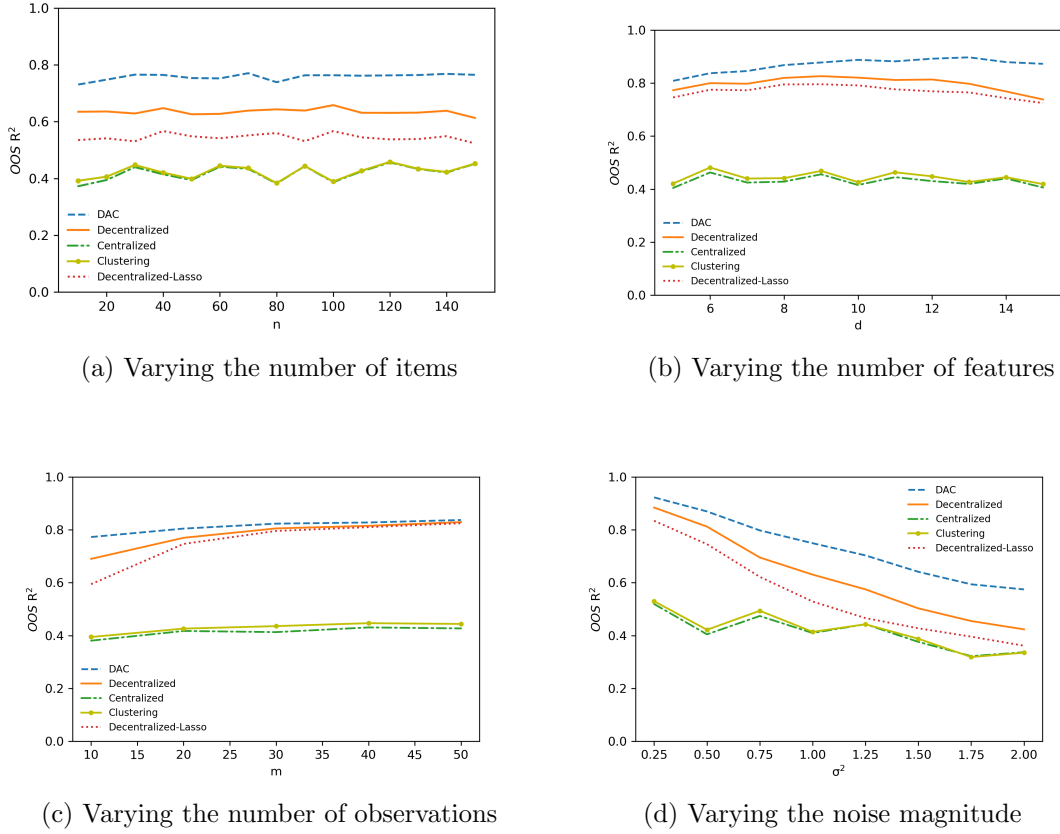 1.0
0.8
0.6
0.4
0.2
0.0
OOS R²
DAC
Decentralized
Centralized
Clustering
Decentralized-Lasso
20 40 60 80 100 120 140
n
(a) Varying the number of items
1.0
0.8
0.6
0.4
0.2
0.0
OOS R²
DAC
Decentralized
Centralized
Clustering
Decentralized-Lasso
6 8 10 12 14
d
(b) Varying the number of features
1.0
0.8
0.6
0.4
0.2
0.0
OOS R²
DAC
Decentralized
Centralized
Clustering
Decentralized-Lasso
10 15 20 25 30 35 40 45 50
m
(c) Varying the number of observations
1.0
0.8
0.6
0.4
0.2
0.0
OOS R²
DAC
Decentralized
Centralized
Clustering
Decentralized-Lasso
0.25 0.50 0.75 1.00 1.25 1.50 1.75 2.00
σ²
(d) Varying the noise magnitude